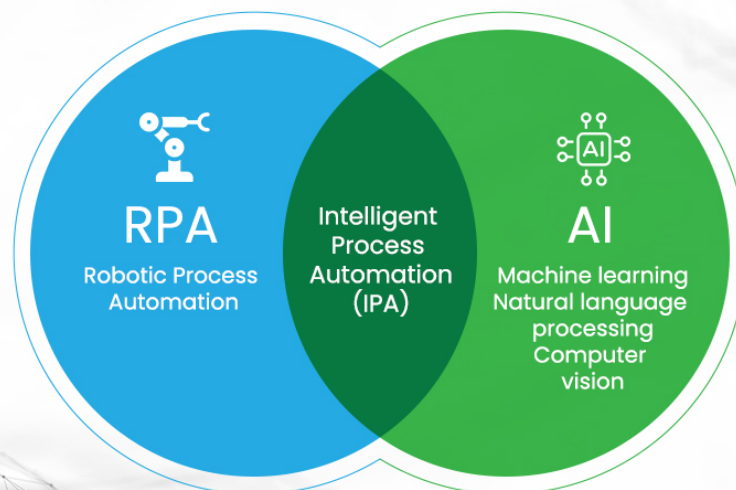 RPA
Robotic Process
Automation
Intelligent
Process
Automation
(IPA)
AI
AI
Machine learning
Natural language
processing
Computer
vision